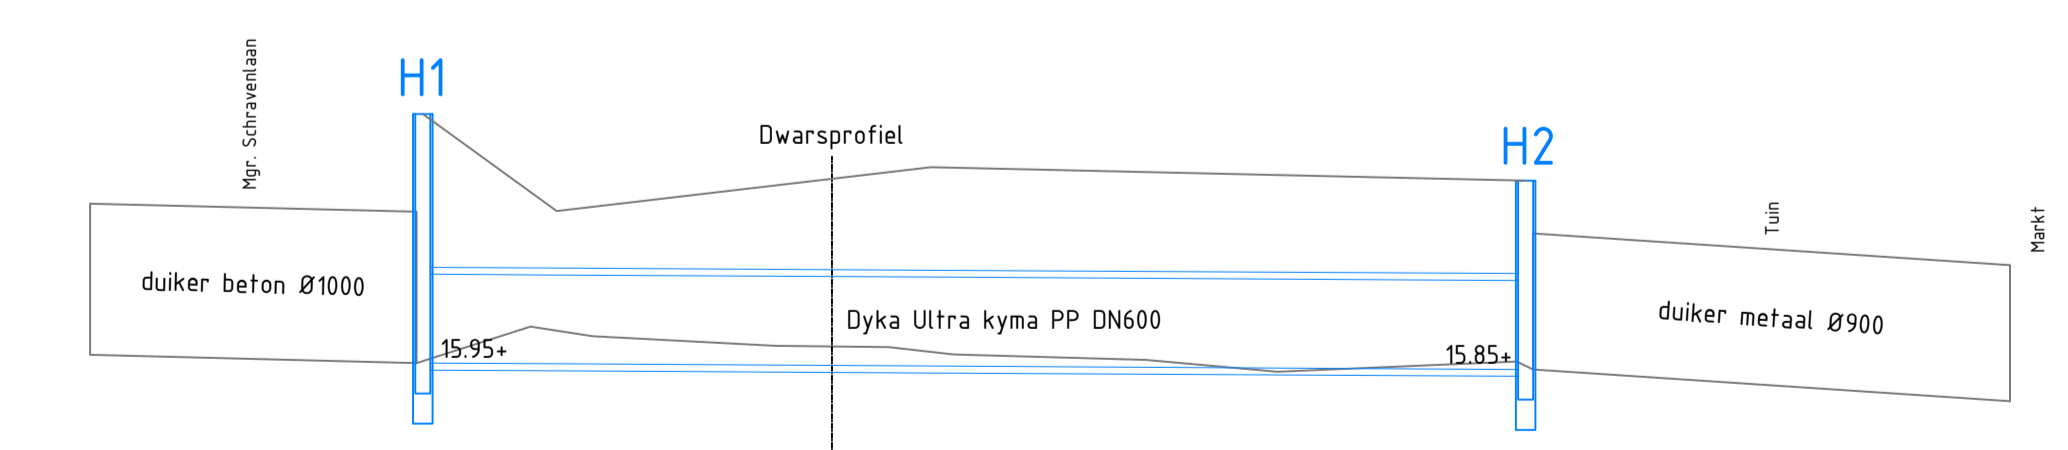 Mgr. Schravenlaan
H1
Dwarsprofiel
H2
Tuin
Markt
duiker beton Ø1000
Dyka Ultra kyma PP DN600
duiker metaal Ø900
15.95+
15.85+